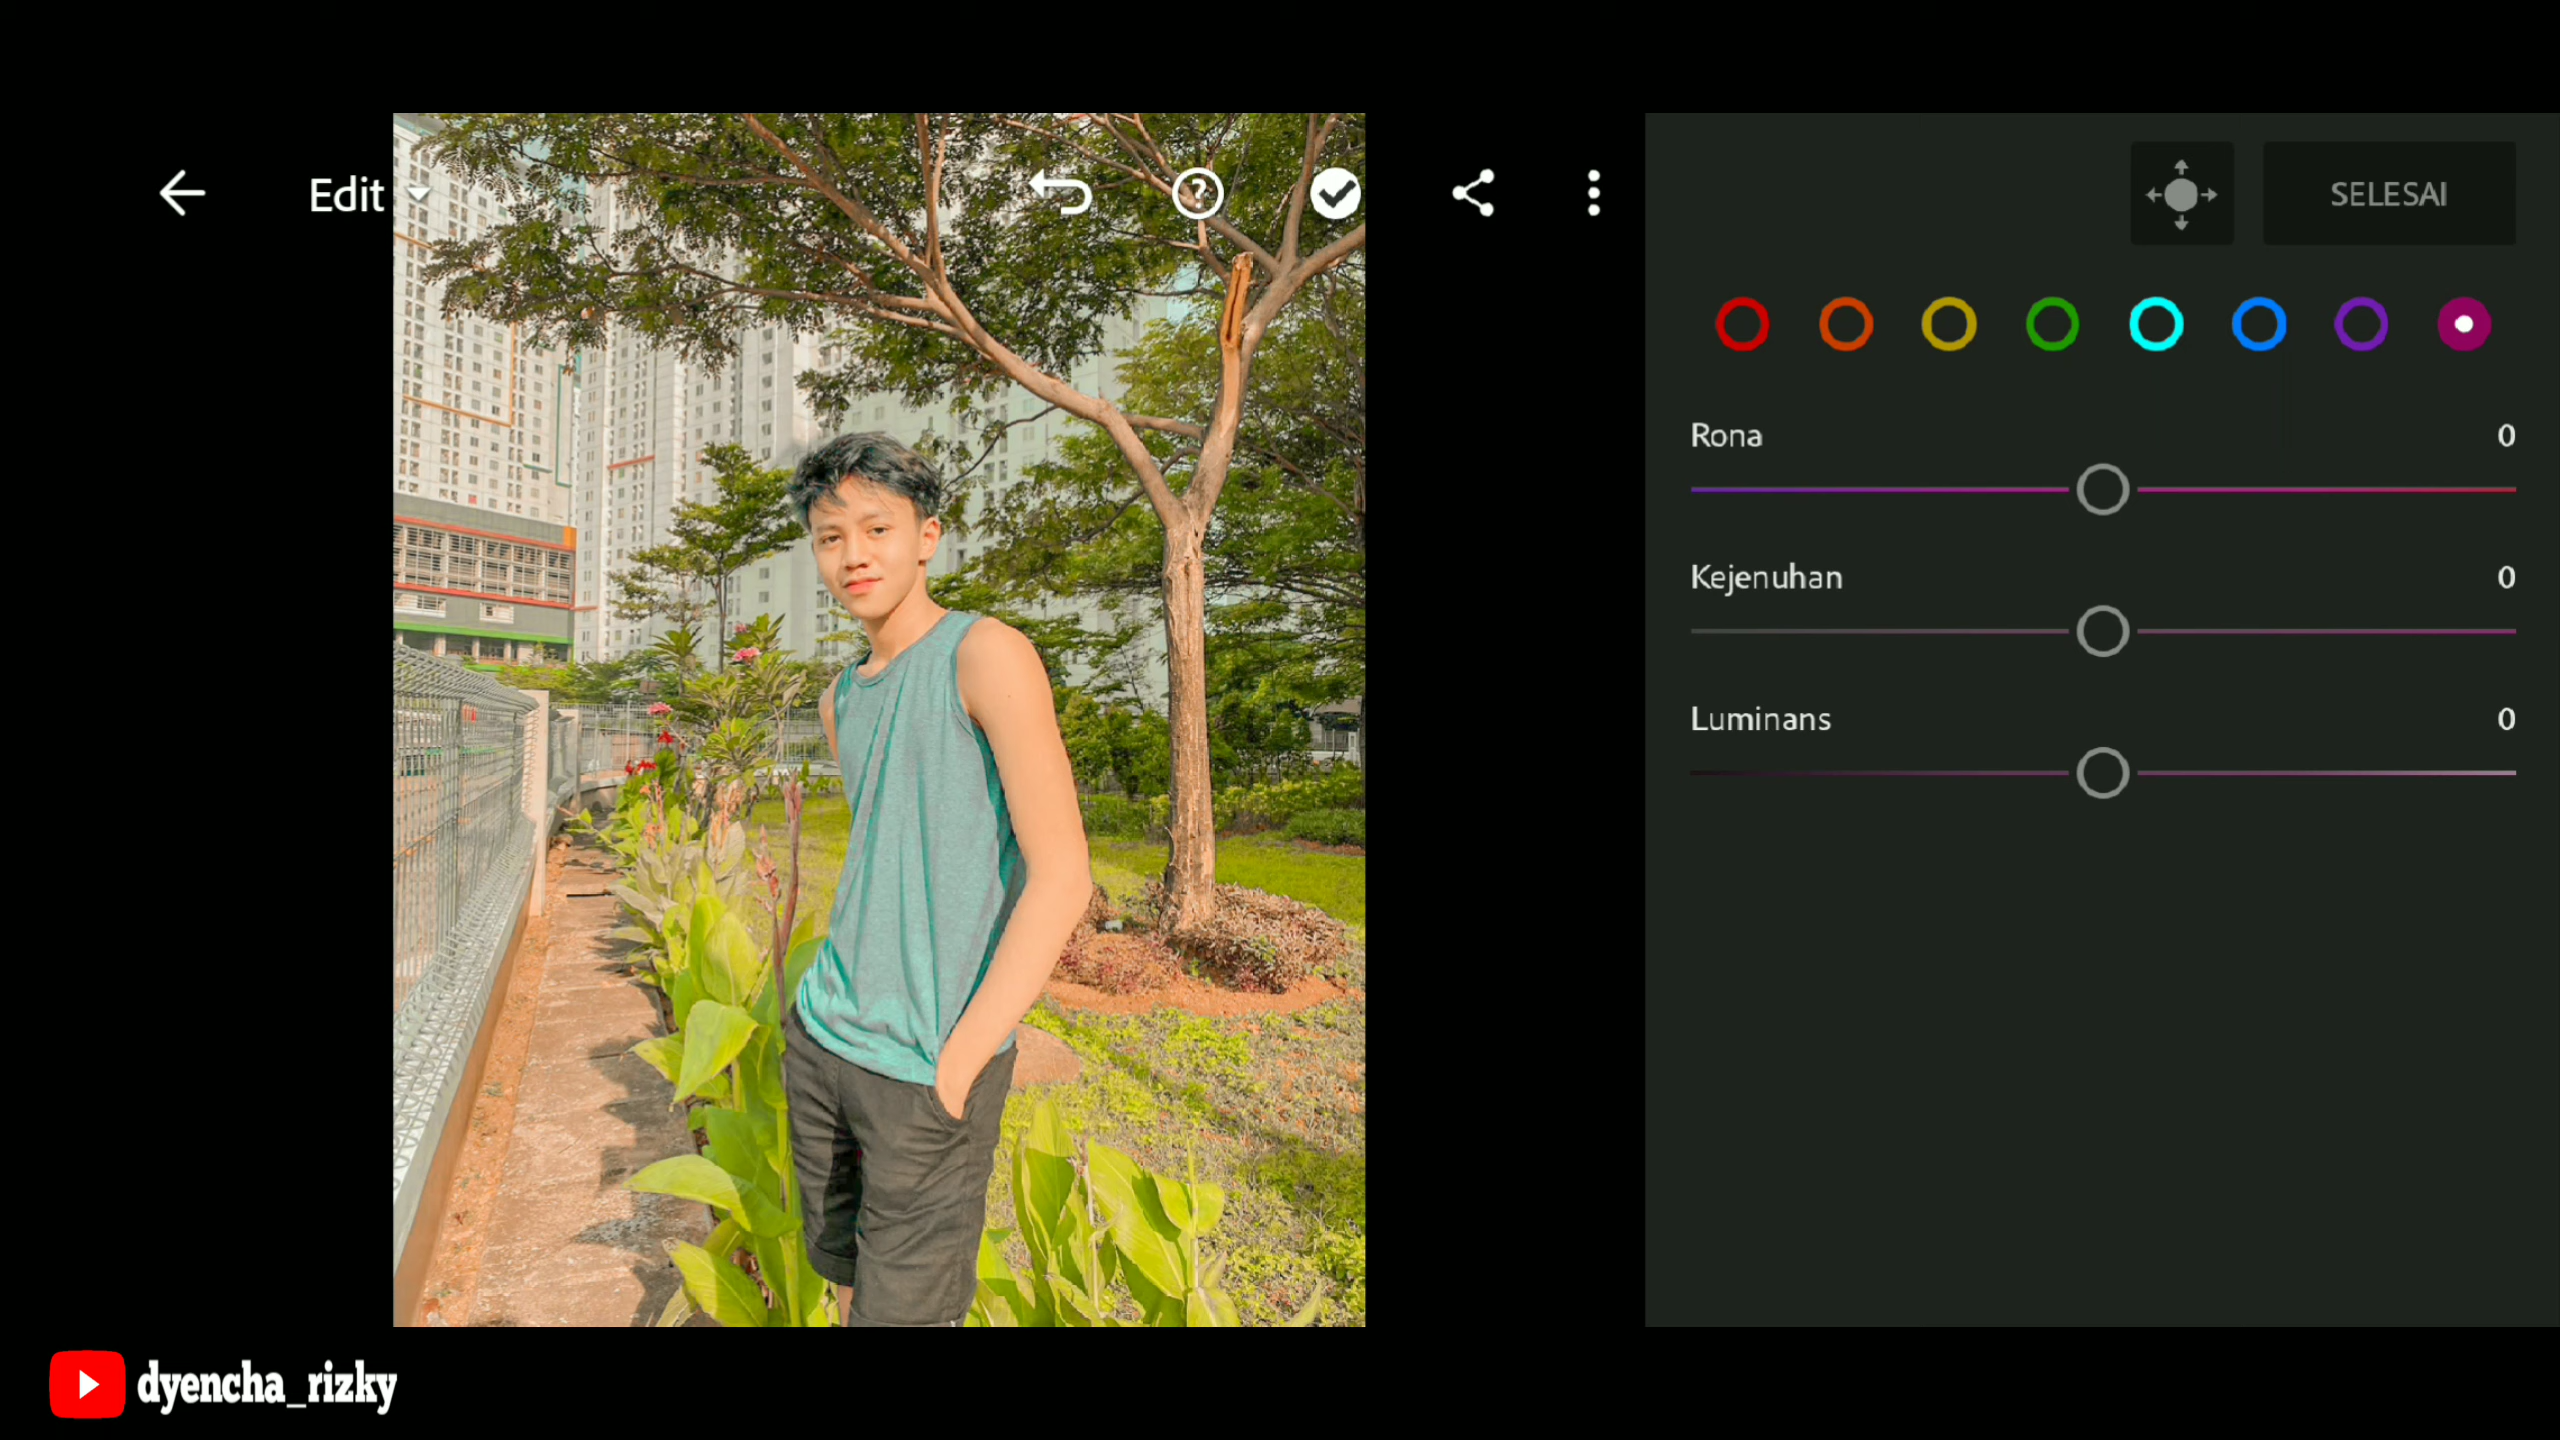 Edit
SELESAI
Rona 0
Kejenuhan 0
Luminans 0
dyencha_rizky